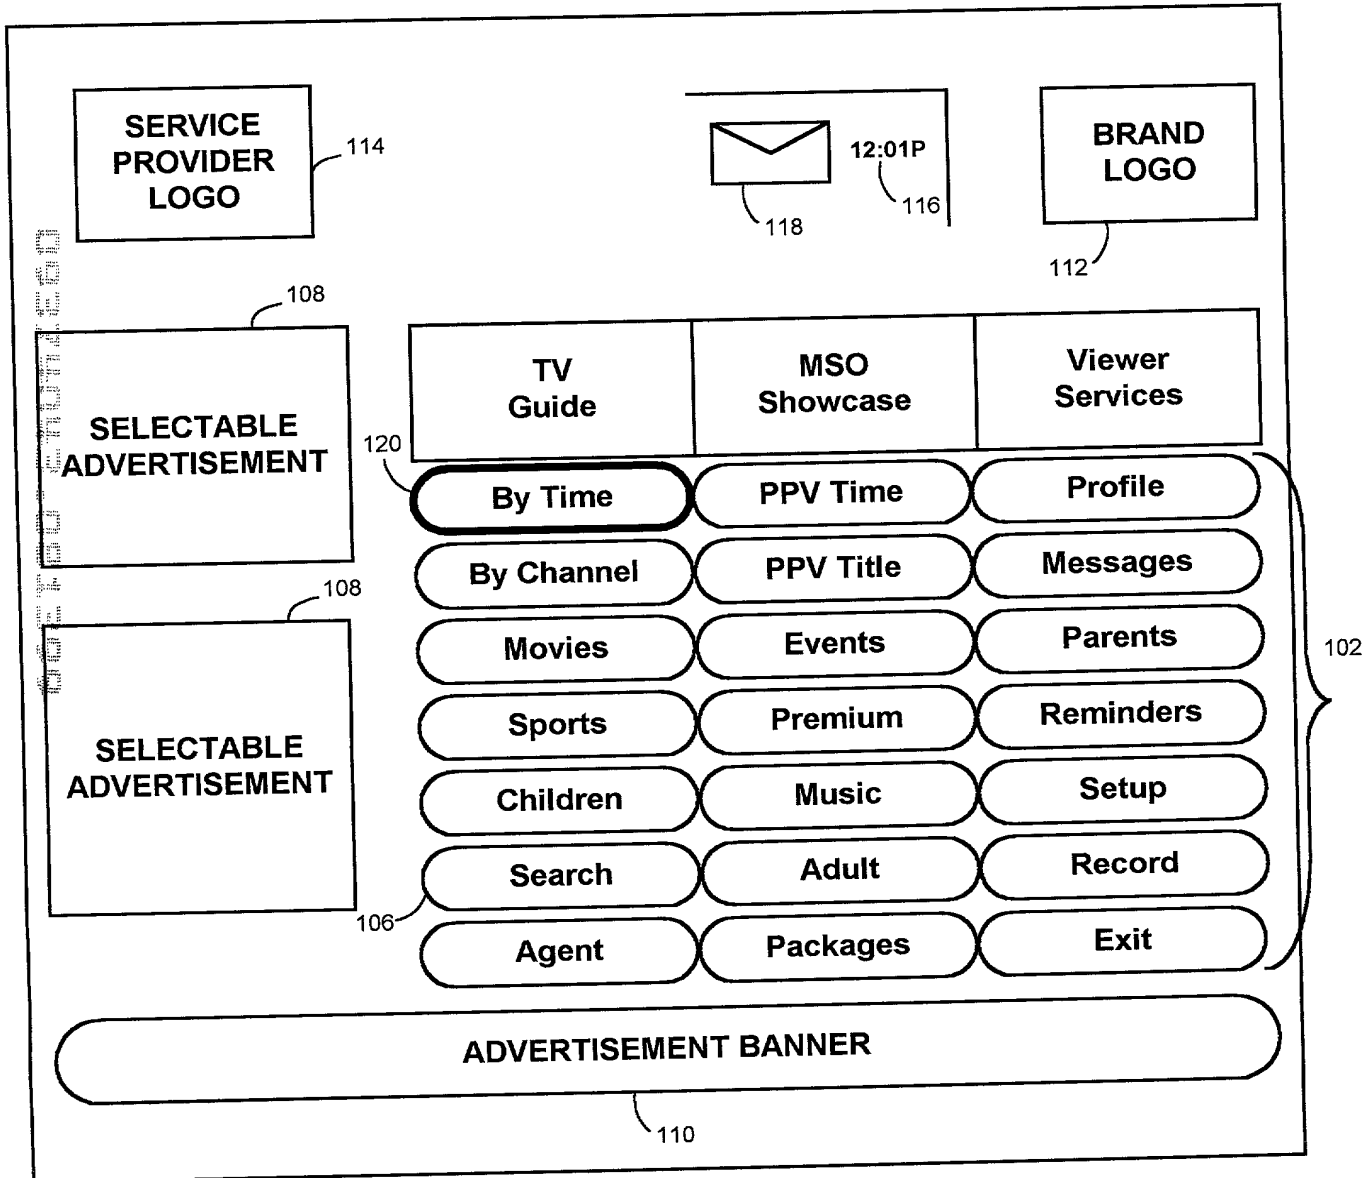 SERVICE
PROVIDER
LOGO
114
12:01P
116
118
BRAND
LOGO
112
108
SELECTABLE
ADVERTISEMENT
108
SELECTABLE
ADVERTISEMENT
TV
Guide
MSO
Showcase
Viewer
Services
120
By Time
PPV Time
Profile
By Channel
PPV Title
Messages
Movies
Events
Parents
102
Sports
Premium
Reminders
Children
Music
Setup
Search
Adult
Record
106
Agent
Packages
Exit
ADVERTISEMENT BANNER
110